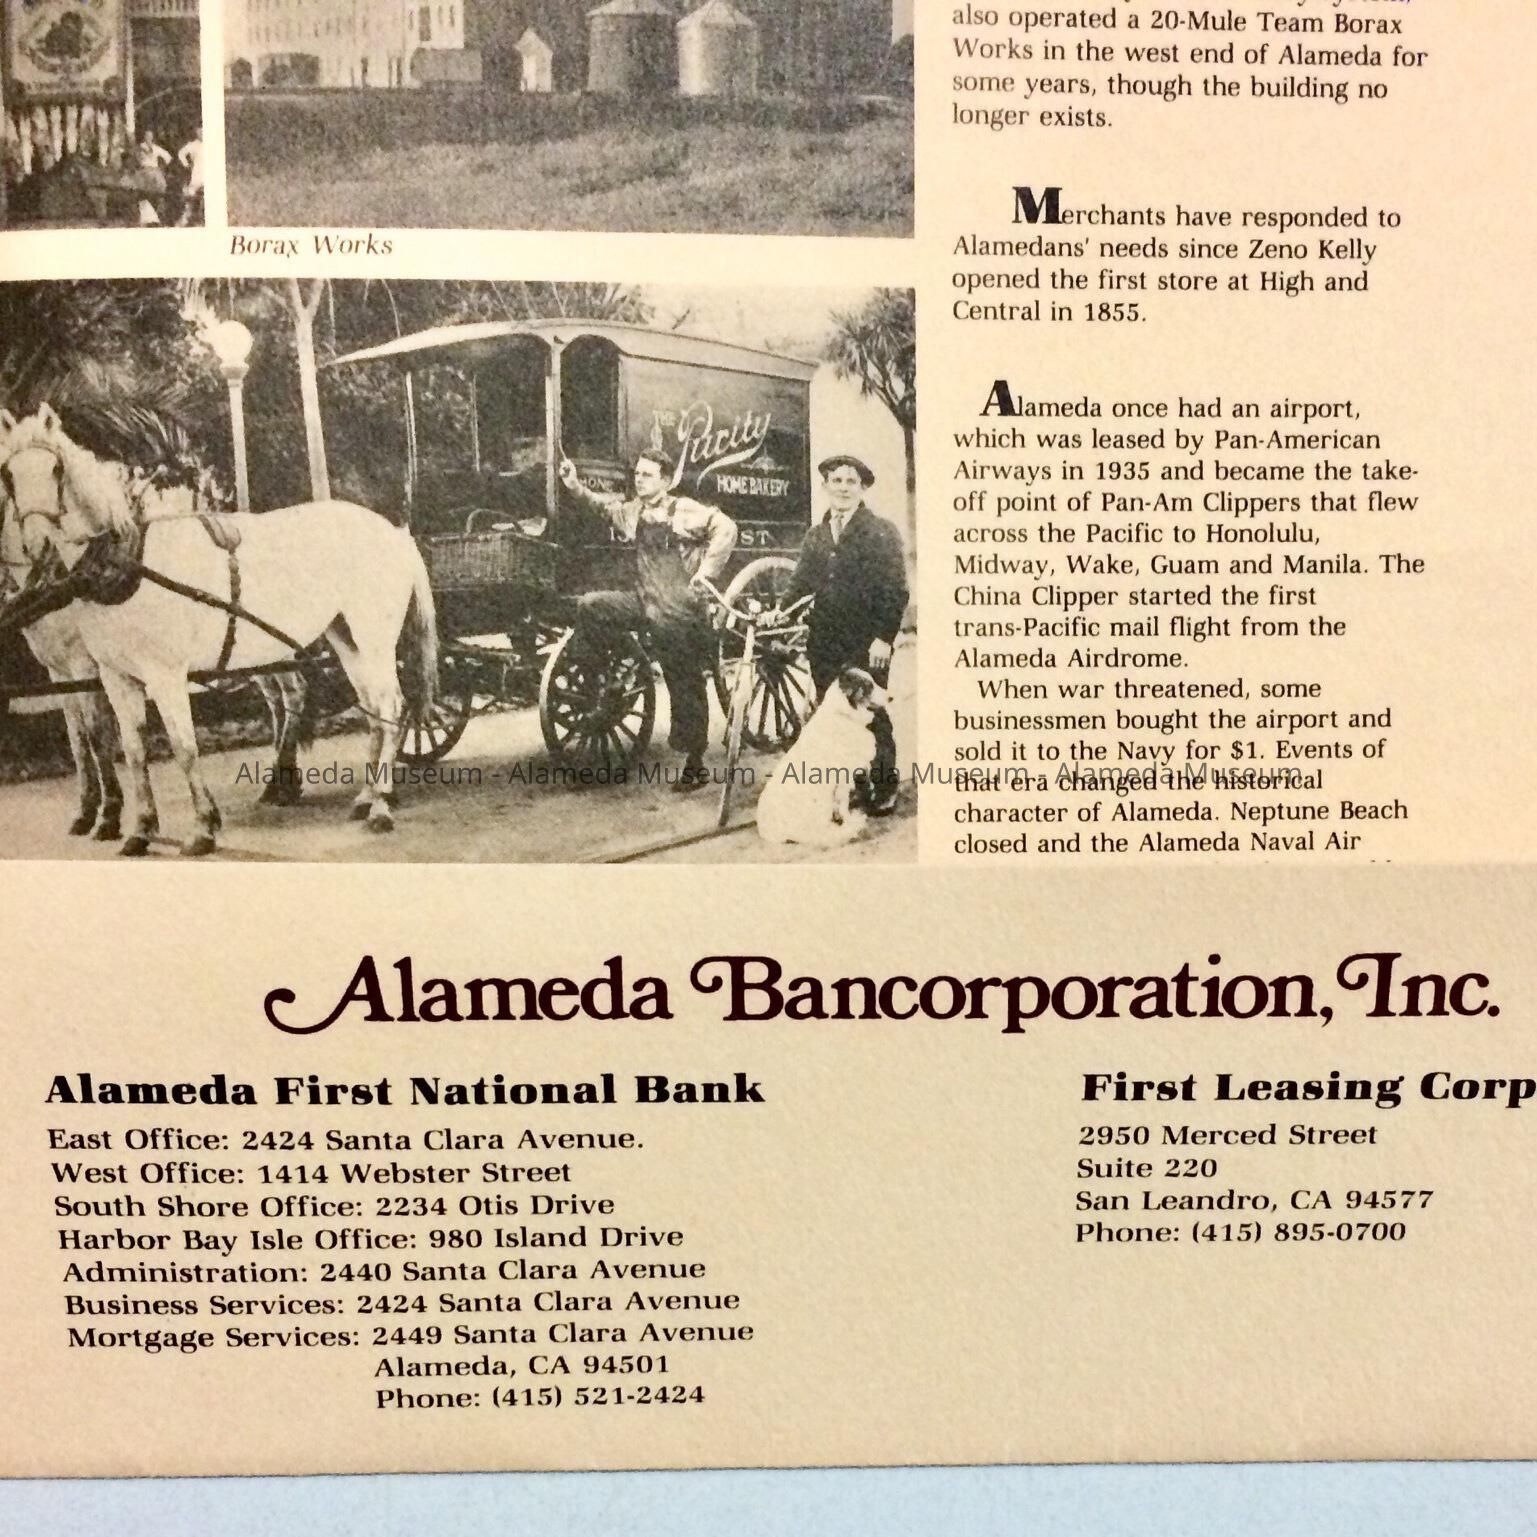 also operated a 20-Mule Team Borax
Works in the west end of Alameda for
some years, though the building no
longer exists.
Borax Works
Merchants have responded to
Alamedans' needs since Zeno Kelly
opened the first store at High and
Central in 1855.
THE
Purity
HOME BAKERY
ST
Alameda once had an airport,
which was leased by Pan-American
Airways in 1935 and became the take-
off point of Pan-Am Clippers that flew
across the Pacific to Honolulu,
Midway, Wake, Guam and Manila. The
China Clipper started the first
trans-Pacific mail flight from the
Alameda Airdrome.
When war threatened, some
businessmen bought the airport and
sold it to the Navy for $1. Events of
that era changed the historical
character of Alameda. Neptune Beach
closed and the Alameda Naval Air
Alameda Museum - Alameda Museum - Alameda Museum - Alameda Museum
Alameda Bancorporation, Inc.
Alameda First National Bank
East Office: 2424 Santa Clara Avenue.
West Office: 1414 Webster Street
South Shore Office: 2234 Otis Drive
Harbor Bay Isle Office: 980 Island Drive
Administration: 2440 Santa Clara Avenue
Business Services: 2424 Santa Clara Avenue
Mortgage Services: 2449 Santa Clara Avenue
Alameda, CA 94501
Phone: (415) 521-2424
First Leasing Corp
2950 Merced Street
Suite 220
San Leandro, CA 94577
Phone: (415) 895-0700